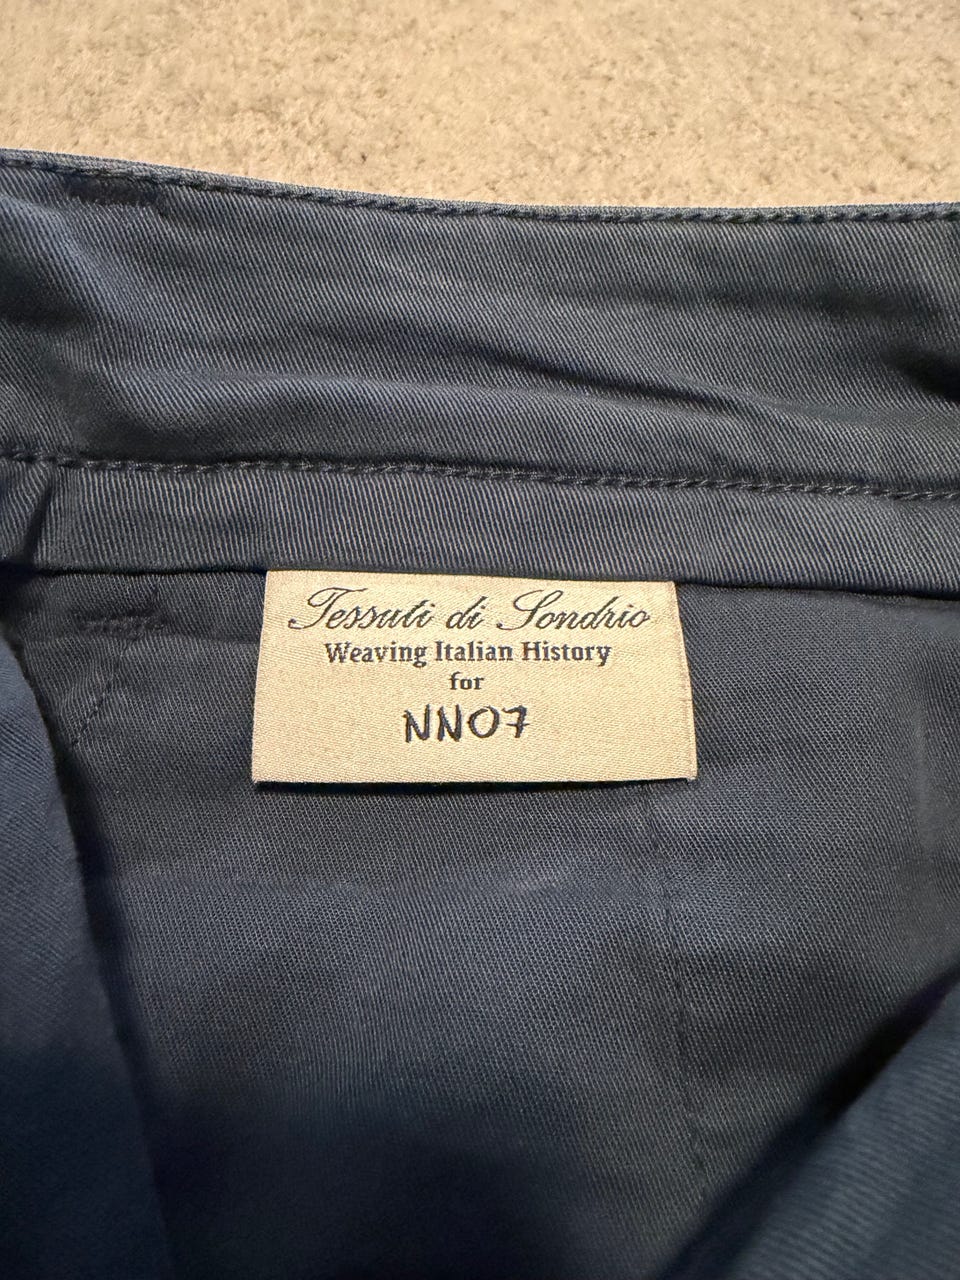 Tessuti di Sondrio
Weaving Italian History
for
NN07